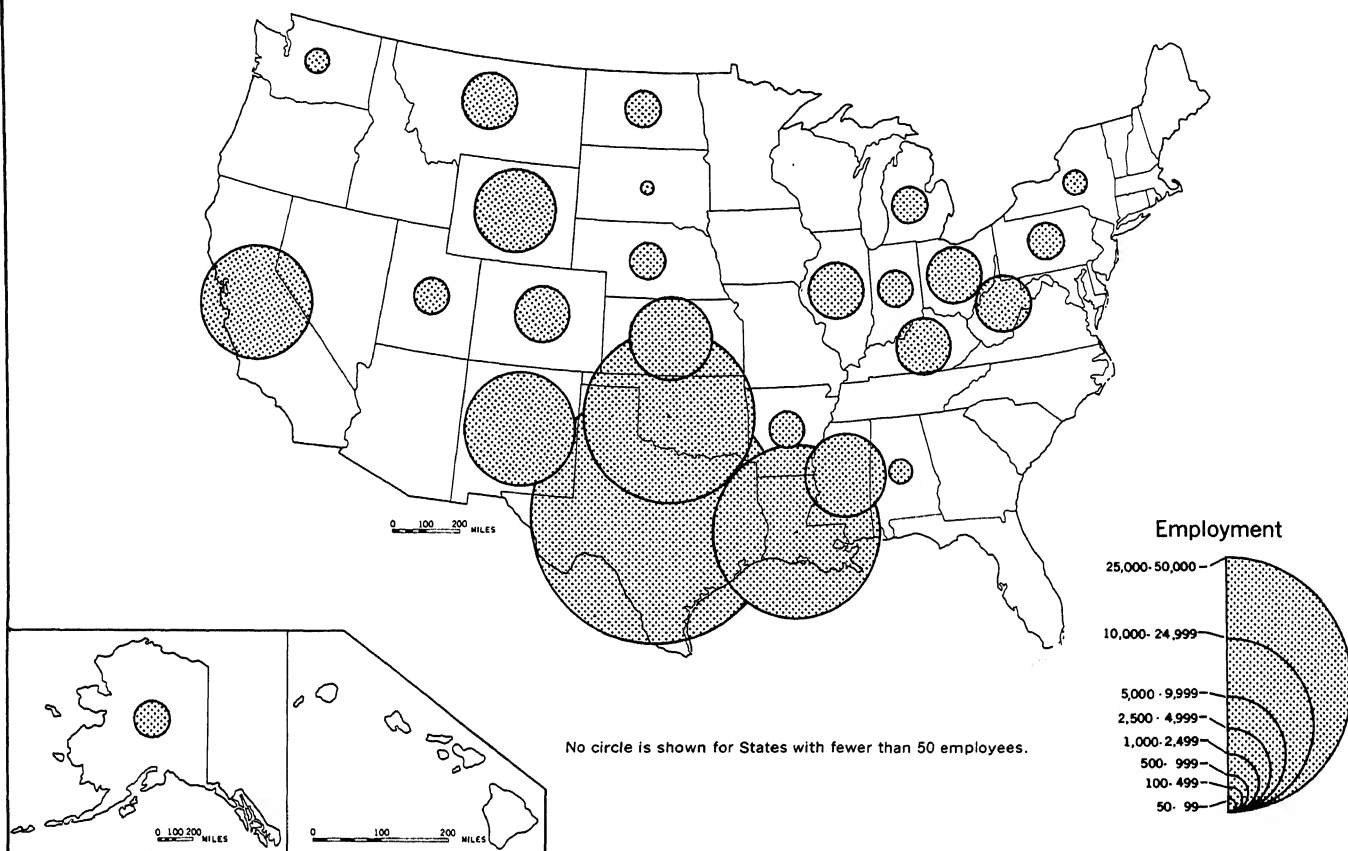 0 100 200 MILES
Employment
25,000-50,000
10,000-24,999
5,000-9,999
2,500-4,999
1,000-2,499
500-999
100-499
50-99
No circle is shown for States with fewer than 50 employees.
0 100 200 MILES
0 100 200 MILES